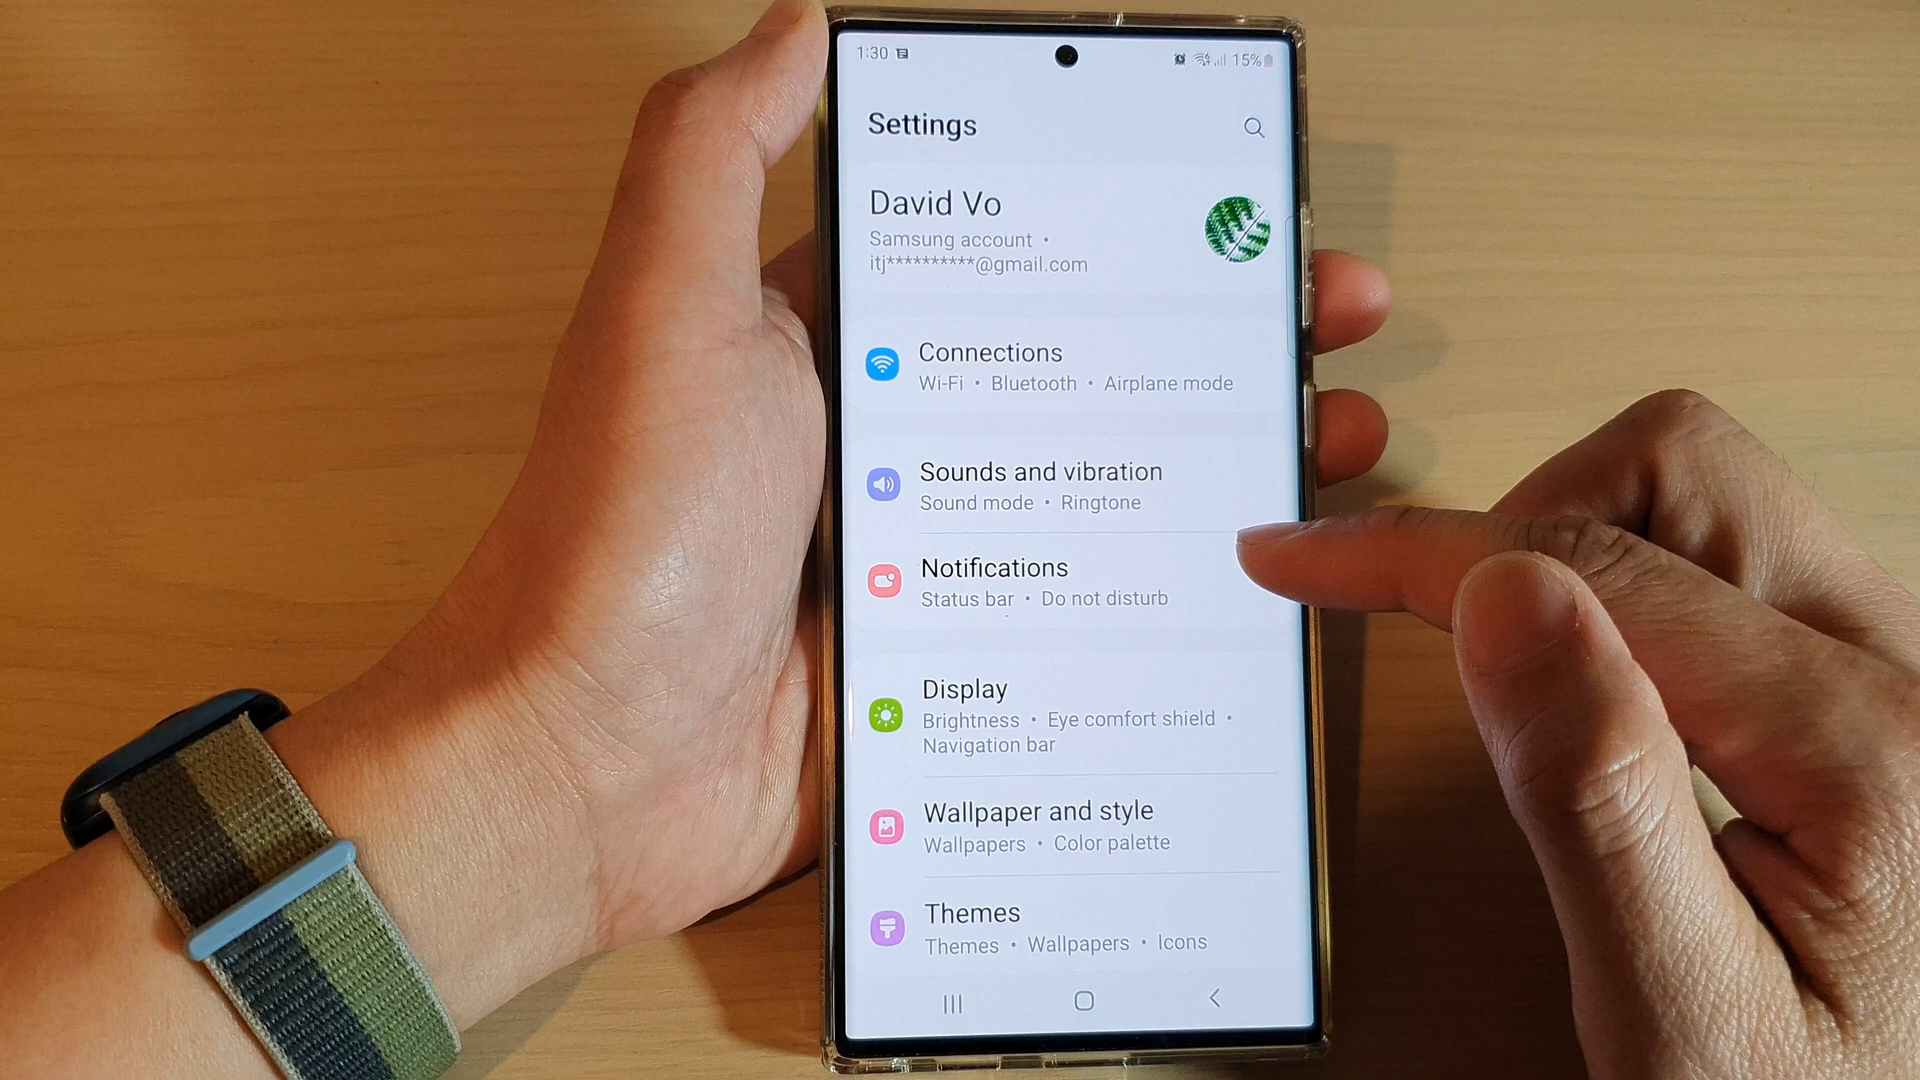 1:30
15%
Settings
David Vo
Samsung account •
itj**********@gmail.com
Connections
Wi-Fi • Bluetooth • Airplane mode
Sounds and vibration
Sound mode • Ringtone
Notifications
Status bar • Do not disturb
Display
Brightness • Eye comfort shield •
Navigation bar
Wallpaper and style
Wallpapers • Color palette
Themes
Themes • Wallpapers • Icons